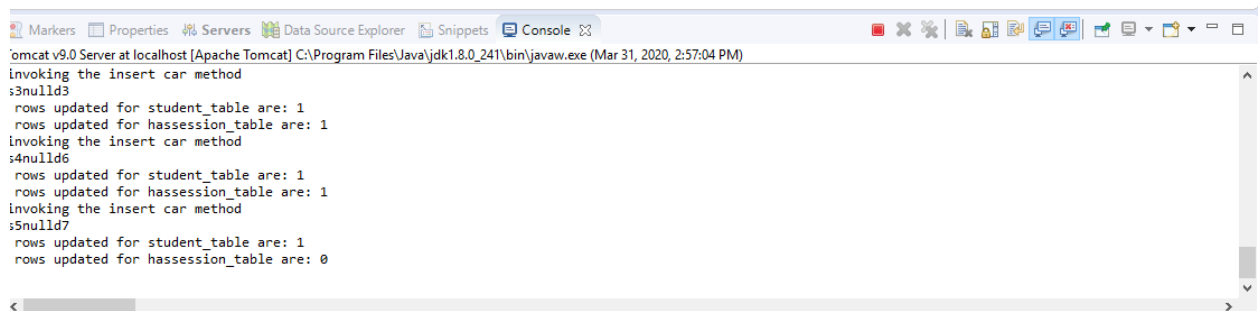 Markers Properties Servers Data Source Explorer Snippets Console
Tomcat v9.0 Server at localhost [Apache Tomcat] C:\Program Files\Java\jdk1.8.0_241\bin\javaw.exe (Mar 31, 2020, 2:57:04 PM)
invoking the insert car method
s3nulld3
rows updated for student_table are: 1
rows updated for hassession_table are: 1
invoking the insert car method
s4nulld6
rows updated for student_table are: 1
rows updated for hassession_table are: 1
invoking the insert car method
s5nulld7
rows updated for student_table are: 1
rows updated for hassession_table are: 0